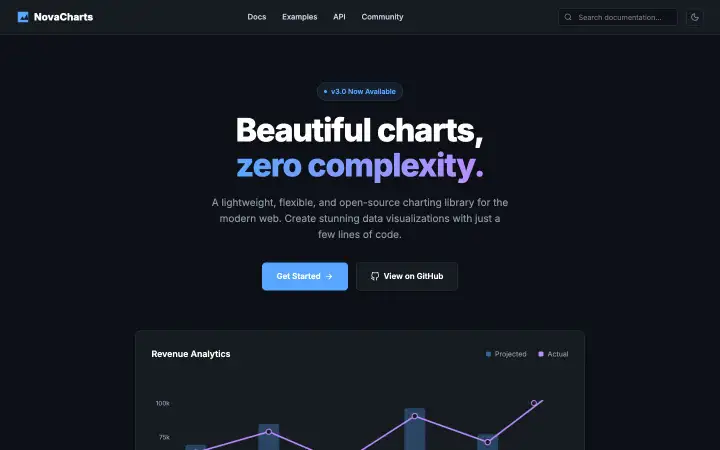 NovaCharts
Docs
Examples
API
Community
Search documentation...
v3.0 Now Available
Beautiful charts,
zero complexity.
A lightweight, flexible, and open-source charting library for the
modern web. Create stunning data visualizations with just a
few lines of code.
Get Started →
View on GitHub
Revenue Analytics
Projected
Actual
100k
75k